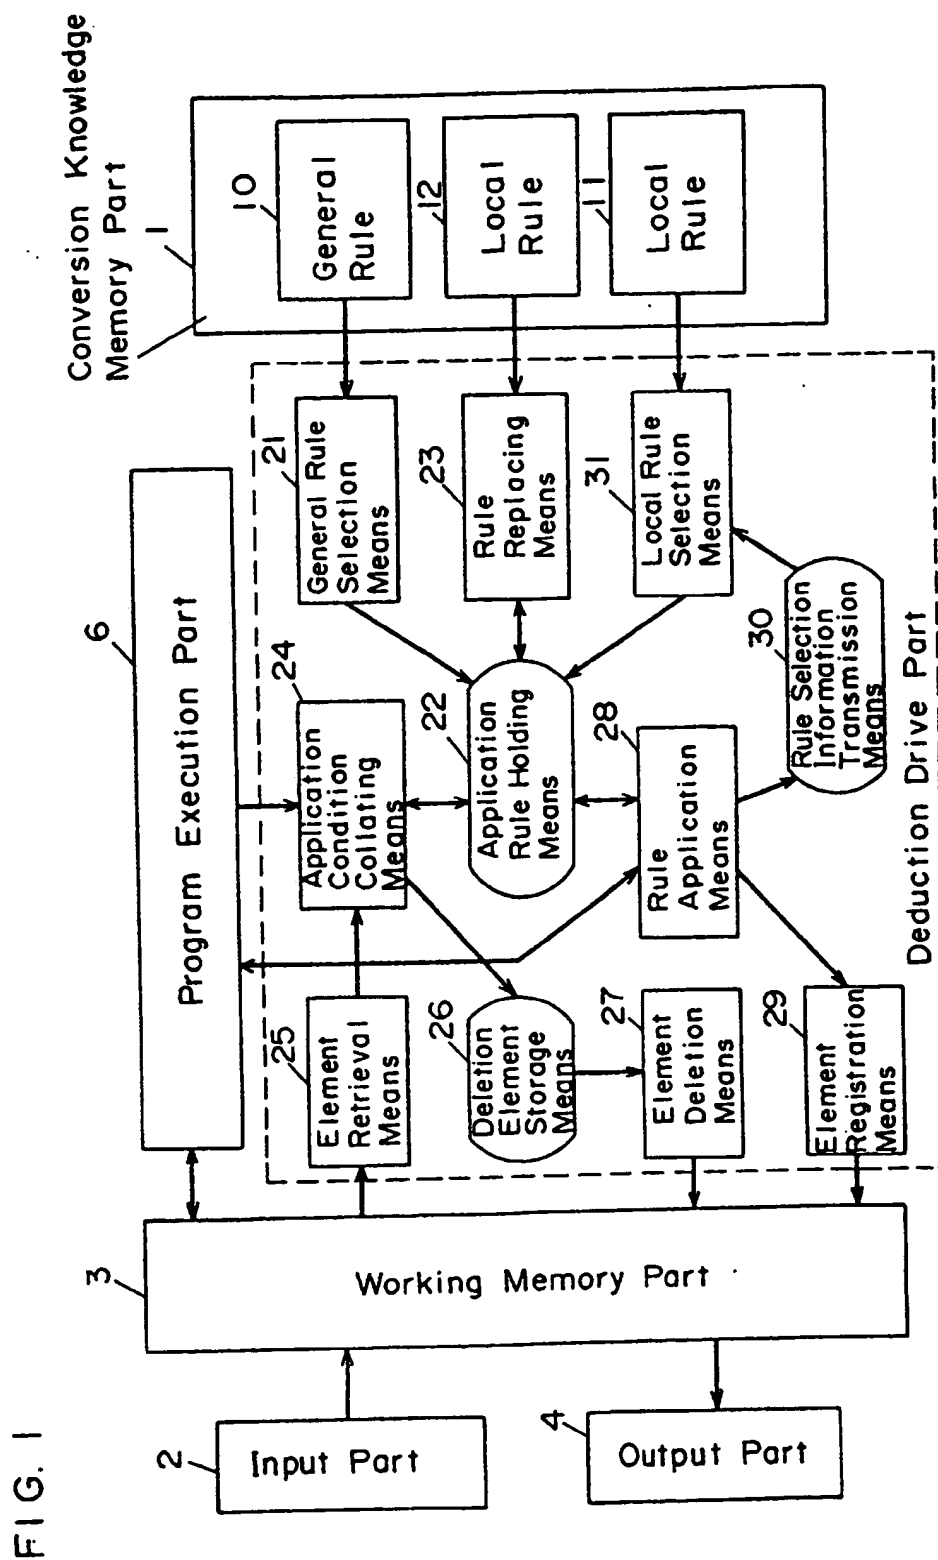 FIG. 1
Conversion Knowledge
Memory Part
1
6
Program Execution Part
10
General
Rule
12
Local
Rule
11
Local
Rule
21
General Rule
Selection
Means
23
Rule
Replacing
Means
31
Local Rule
Selection
Means
24
Application
Condition
Collating
Means
22
Application
Rule Holding
Means
28
Rule
Application
Means
30
Rule Selection
Information
Transmission
Means
25
Element
Retrieval
Means
26
Deletion
Element
Storage
Means
27
Element
Deletion
Means
29
Element
Registration
Means
Deduction Drive Part
3
Working Memory Part
2
Input Part
4
Output Part